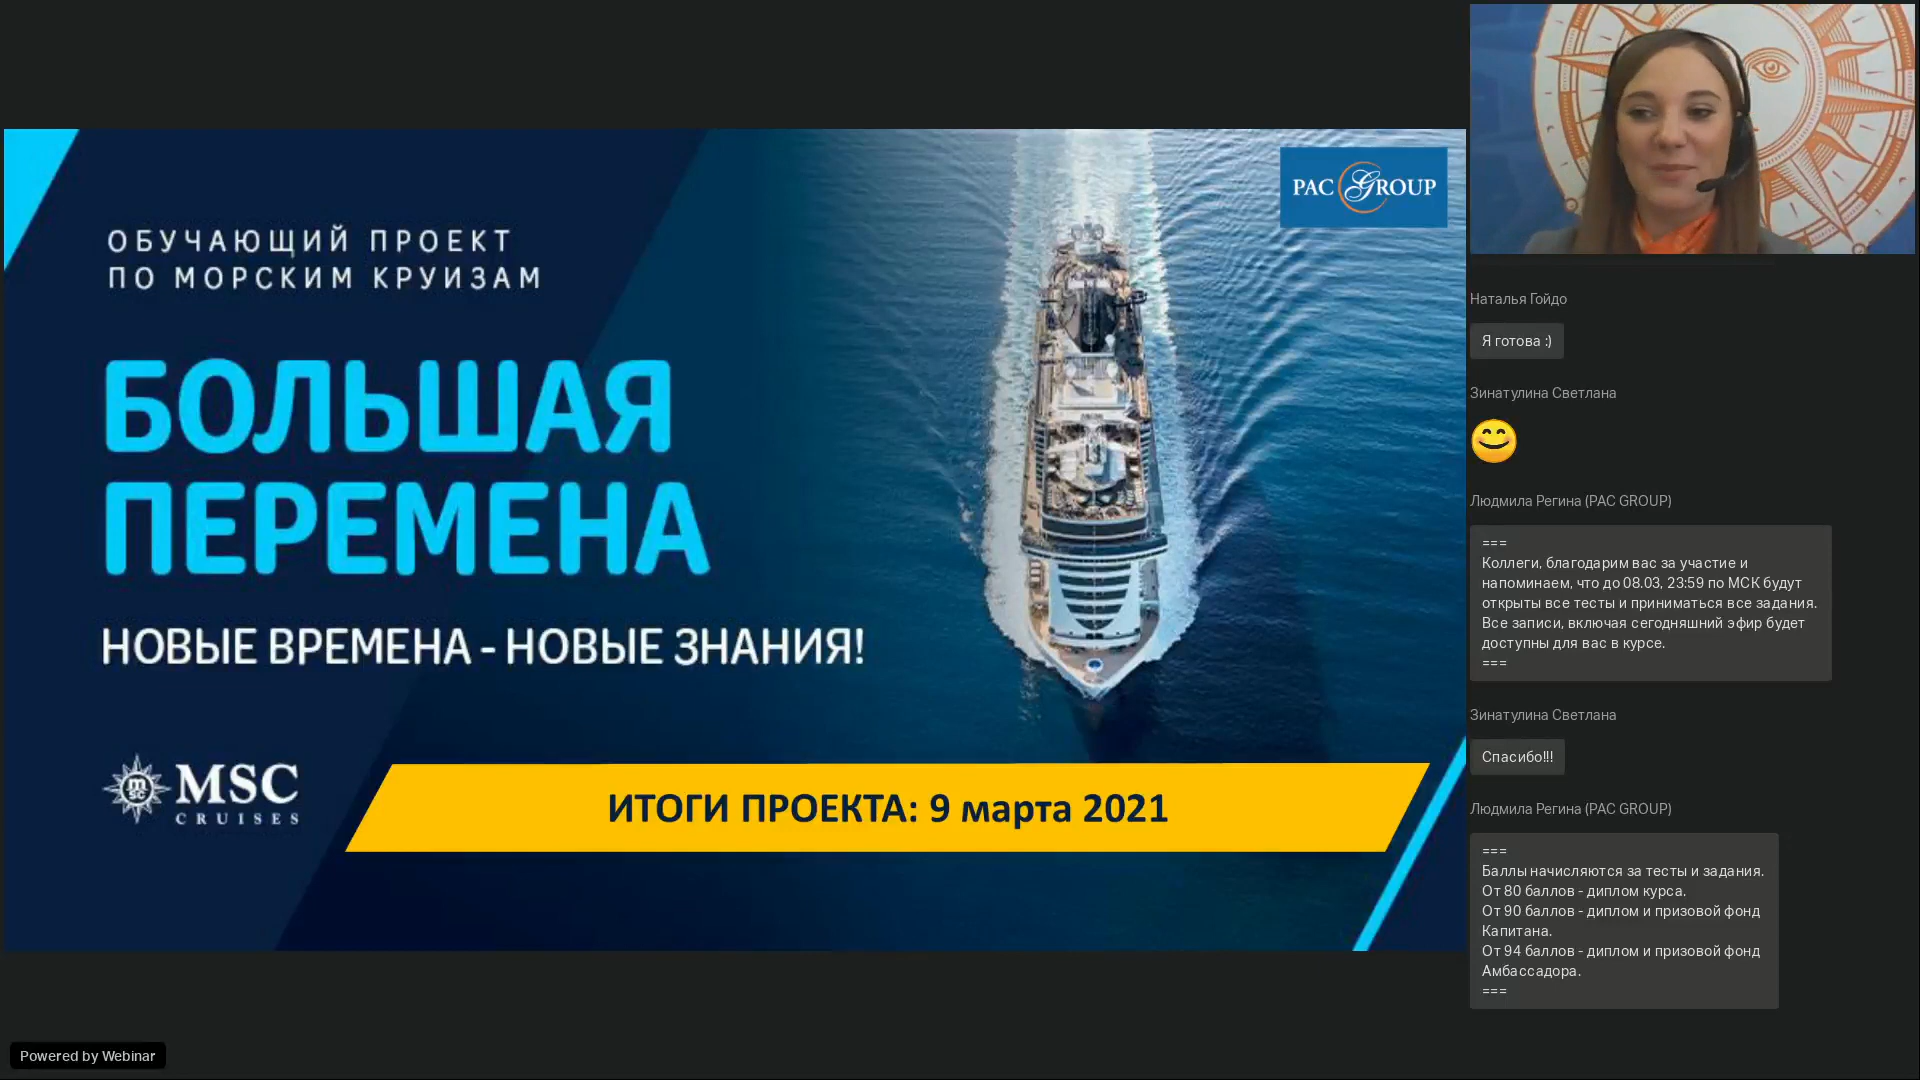 ОБУЧАЮЩИЙ ПРОЕКТ
ПО МОРСКИМ КРУИЗАМ
PAC GROUP
БОЛЬШАЯ
ПЕРЕМЕНА
НОВЫЕ ВРЕМЕНА - НОВЫЕ ЗНАНИЯ!
MSC
CRUISES
msc
ИТОГИ ПРОЕКТА: 9 марта 2021
Наталья Гойдо
Я готова :)
Зинатулина Светлана
Людмила Регина (PAC GROUP)
===
Коллеги, благодарим вас за участие и
напоминаем, что до 08.03, 23:59 по МСК будут
открыты все тесты и приниматься все задания.
Все записи, включая сегодняшний эфир будет
доступны для вас в курсе.
===
Зинатулина Светлана
Спасибо!!!
Людмила Регина (PAC GROUP)
===
Баллы начисляются за тесты и задания.
От 80 баллов - диплом курса.
От 90 баллов - диплом и призовой фонд
Капитана.
От 94 баллов - диплом и призовой фонд
Амбассадора.
===
Powered by Webinar